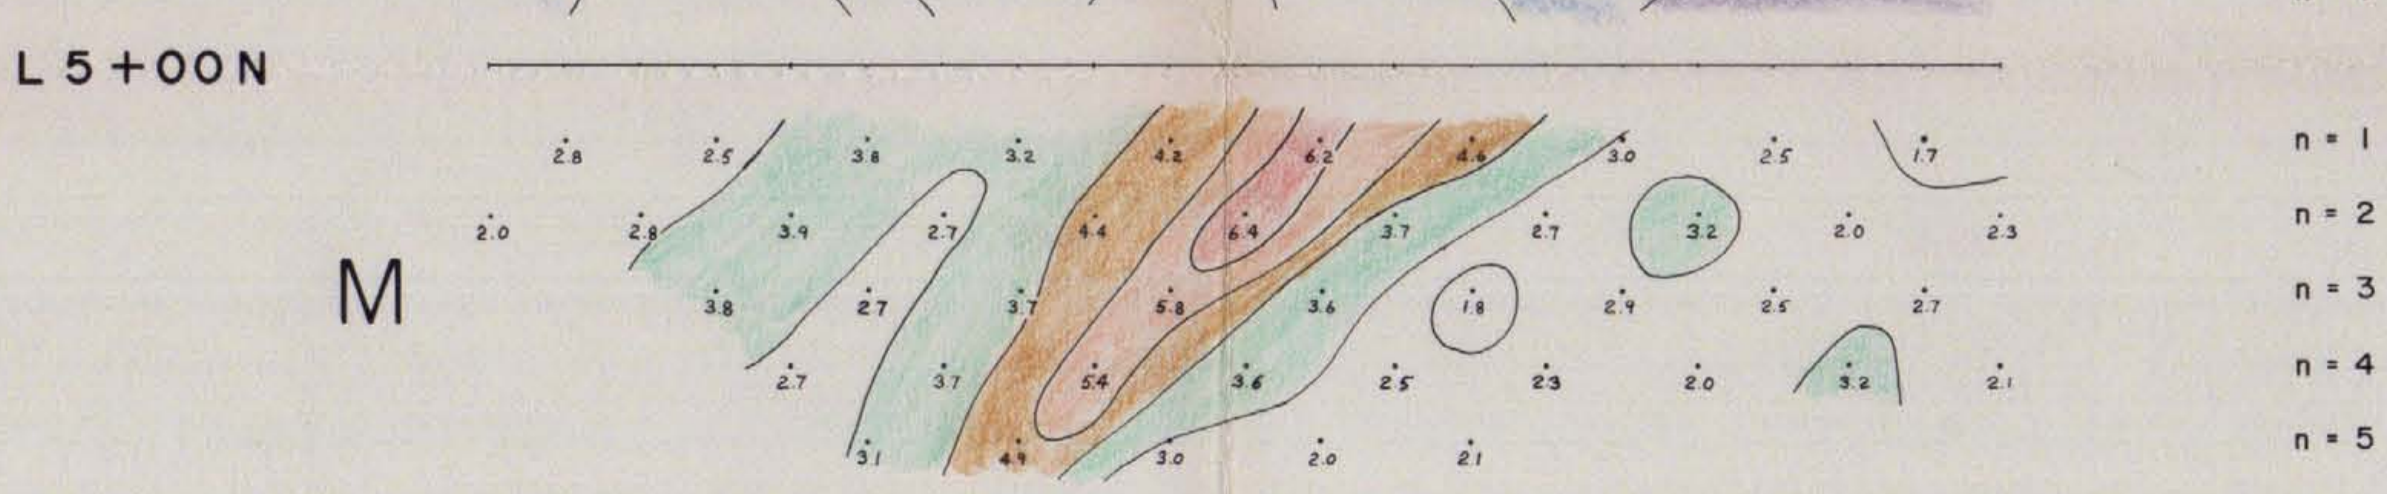 L 5+00N
2.8 2.5 3.8 3.2 4.2 6.2 4.6 3.0 2.5 1.7 n = 1
2.0 2.8 3.9 2.7 4.4 6.4 3.7 2.7 3.2 2.0 2.3 n = 2
M
3.8 2.7 3.7 5.8 3.6 1.8 2.9 2.5 2.7 n = 3
2.7 3.7 5.4 3.6 2.5 2.3 2.0 3.2 2.1 n = 4
3.1 4.9 3.0 2.0 2.1 n = 5